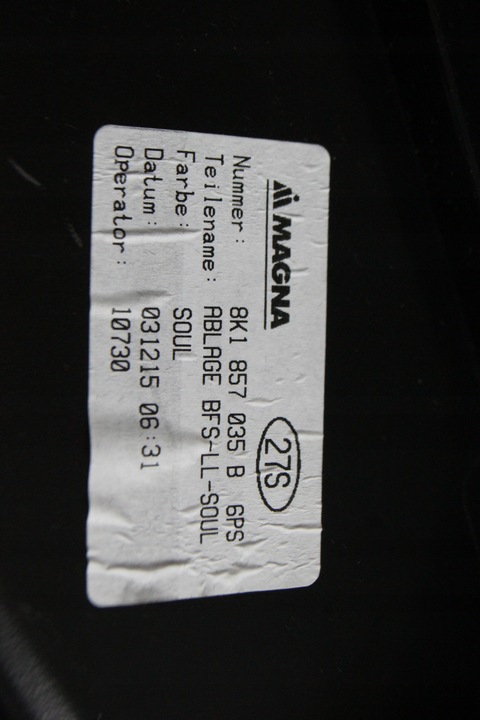 MAGNA
27S
Nummer: 8K1 857 035 B 6PS
Teilename: ABLAGE BFS-LL-SOUL
Farbe: SOUL
Datum: 031215 06:31
Operator: 10730